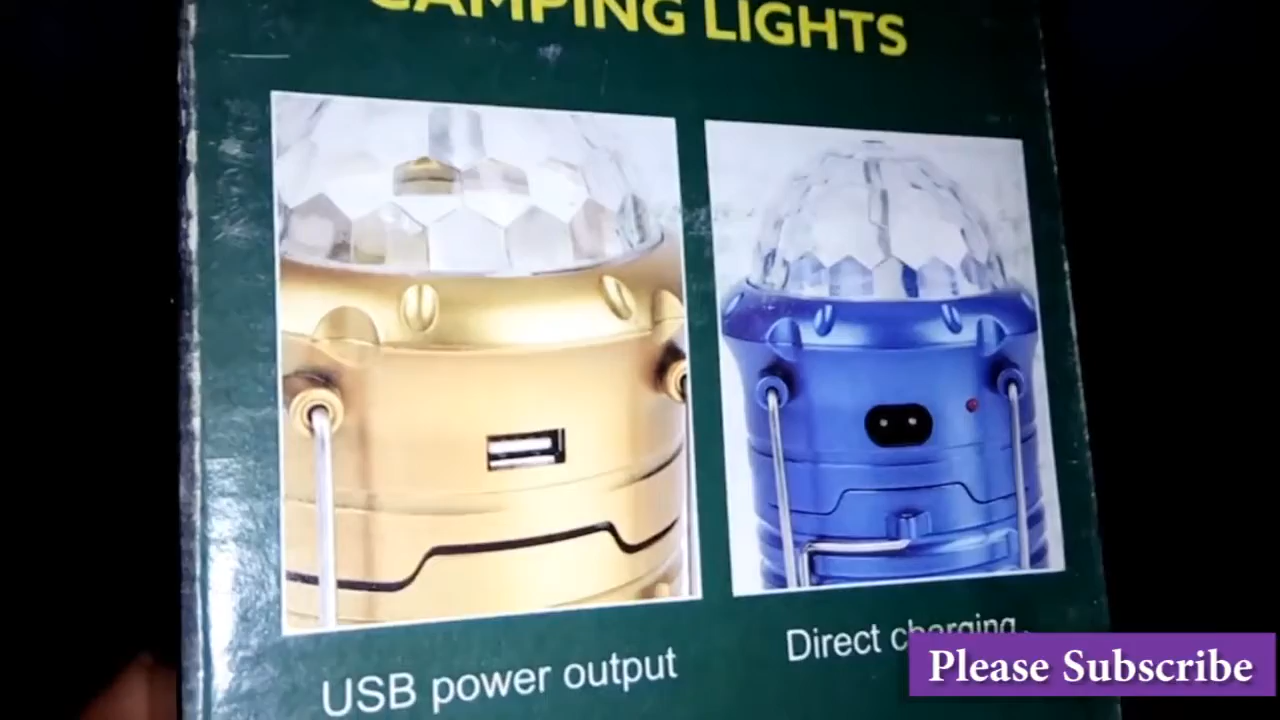 CAMPING LIGHTS
USB power output
Direct charging
Please Subscribe